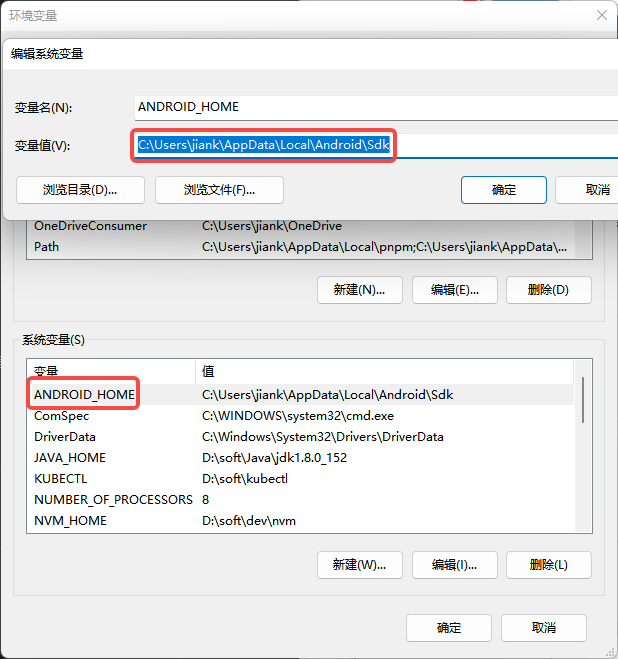 环境变量
编辑系统变量
变量名(N):
ANDROID_HOME
变量值(V):
C:\Users\jiank\AppData\Local\Android\Sdk
浏览目录(D)...
浏览文件(F)...
确定
取消
OneDriveConsumer C:\Users\jiank\OneDrive
Path C:\Users\jiank\AppData\Local\pnpm;C:\Users\jiank\AppData\...
新建(N)...
编辑(E)...
删除(D)
系统变量(S)
变量 值
ANDROID_HOME C:\Users\jiank\AppData\Local\Android\Sdk
ComSpec C:\WINDOWS\system32\cmd.exe
DriverData C:\Windows\System32\Drivers\DriverData
JAVA_HOME D:\soft\Java\jdk1.8.0_152
KUBECTL D:\soft\kubectl
NUMBER_OF_PROCESSORS 8
NVM_HOME D:\soft\dev\nvm
新建(W)...
编辑(I)...
删除(L)
确定
取消